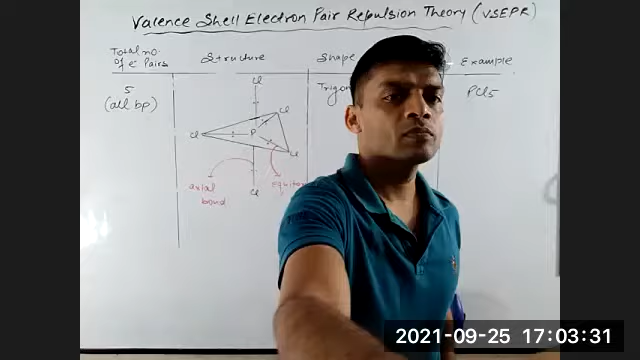 Valence Shell Electron Pair Repulsion Theory (VSEPR)
Total no. of e⁻ Pairs
Structure
Shape
Example
5
(all bp)
Cl
Cl
Cl
P
Cl
Cl
axial bond
PCl5
2021-09-25 17:03:31